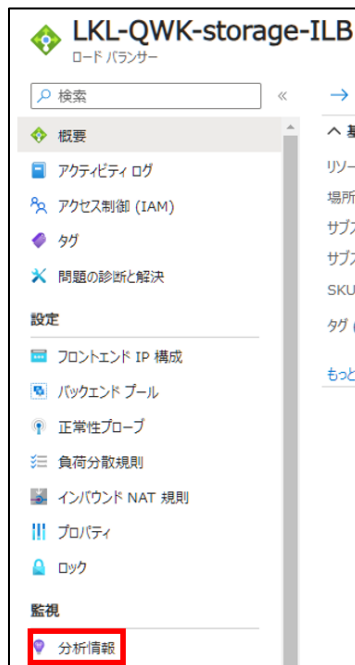 LKL-QWK-storage-ILB
ロード バランサー
検索
概要
アクティビティ ログ
アクセス制御 (IAM)
タグ
問題の診断と解決
設定
フロントエンド IP 構成
バックエンド プール
正常性プローブ
負荷分散規則
インバウンド NAT 規則
プロパティ
ロック
監視
分析情報
場所
SKU
タグ (